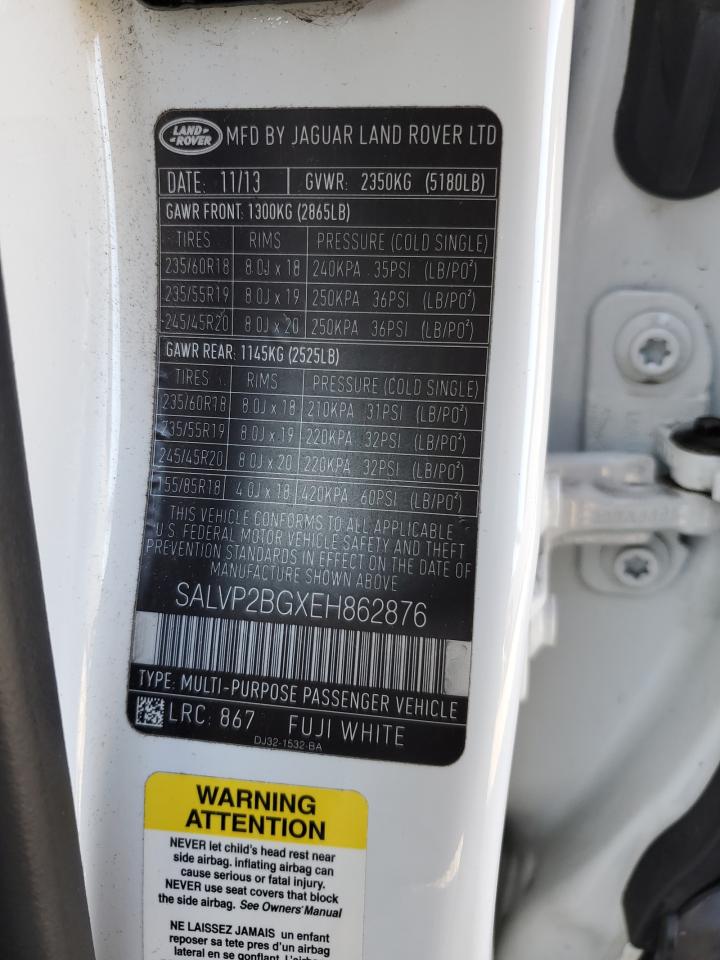 LAND ROVER MFD BY JAGUAR LAND ROVER LTD
DATE: 11/13 GVWR: 2350KG (5180LB)
GAWR FRONT: 1300KG (2865LB)
TIRES RIMS PRESSURE (COLD SINGLE)
235/60R18 8.0J x 18 240KPA 35PSI (LB/PO²)
235/55R19 8.0J x 19 250KPA 36PSI (LB/PO²)
245/45R20 8.0J x 20 250KPA 36PSI (LB/PO²)
GAWR REAR: 1145KG (2525LB)
TIRES RIMS PRESSURE (COLD SINGLE)
235/60R18 8.0J x 18 210KPA 31PSI (LB/PO²)
235/55R19 8.0J x 19 220KPA 32PSI (LB/PO²)
245/45R20 8.0J x 20 220KPA 32PSI (LB/PO²)
155/85R18 4.0J x 18 420KPA 60PSI (LB/PO²)
THIS VEHICLE CONFORMS TO ALL APPLICABLE
U.S. FEDERAL MOTOR VEHICLE SAFETY AND THEFT
PREVENTION STANDARDS IN EFFECT ON THE DATE OF
MANUFACTURE SHOWN ABOVE
SALVP2BGXEH862876
TYPE: MULTI-PURPOSE PASSENGER VEHICLE
LRC: 867 FUJI WHITE
DJ32-1532-BA
WARNING
ATTENTION
NEVER let child's head rest near
side airbag. inflating airbag can
cause serious or fatal injury.
NEVER use seat covers that block
the side airbag. See Owners' Manual
NE LAISSEZ JAMAIS un enfant
reposer sa tete pres d'un airbag
lateral en se gonflant. L'airbag